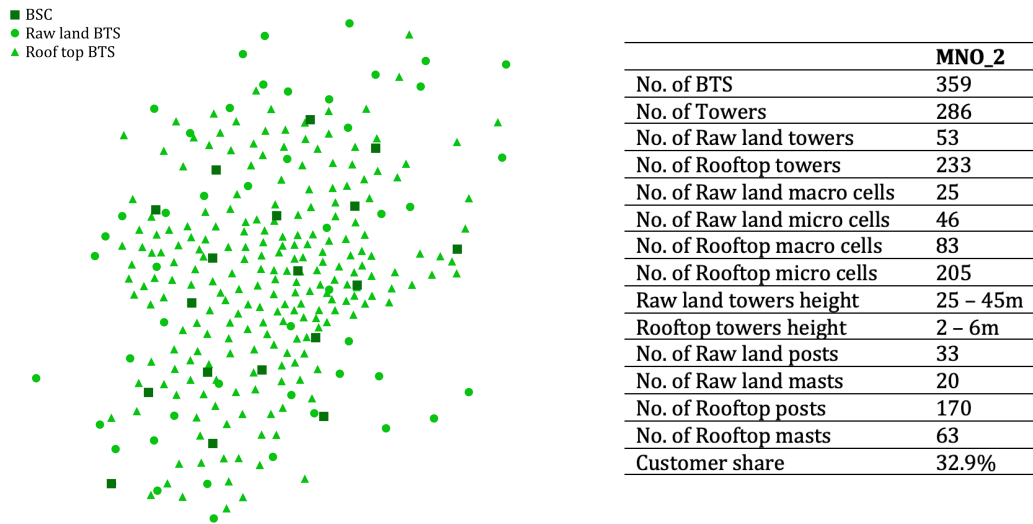 BSC
Raw land BTS
Roof top BTS
MNO_2
No. of BTS 359
No. of Towers 286
No. of Raw land towers 53
No. of Rooftop towers 233
No. of Raw land macro cells 25
No. of Raw land micro cells 46
No. of Rooftop macro cells 83
No. of Rooftop micro cells 205
Raw land towers height 25 – 45m
Rooftop towers height 2 – 6m
No. of Raw land posts 33
No. of Raw land masts 20
No. of Rooftop posts 170
No. of Rooftop masts 63
Customer share 32.9%